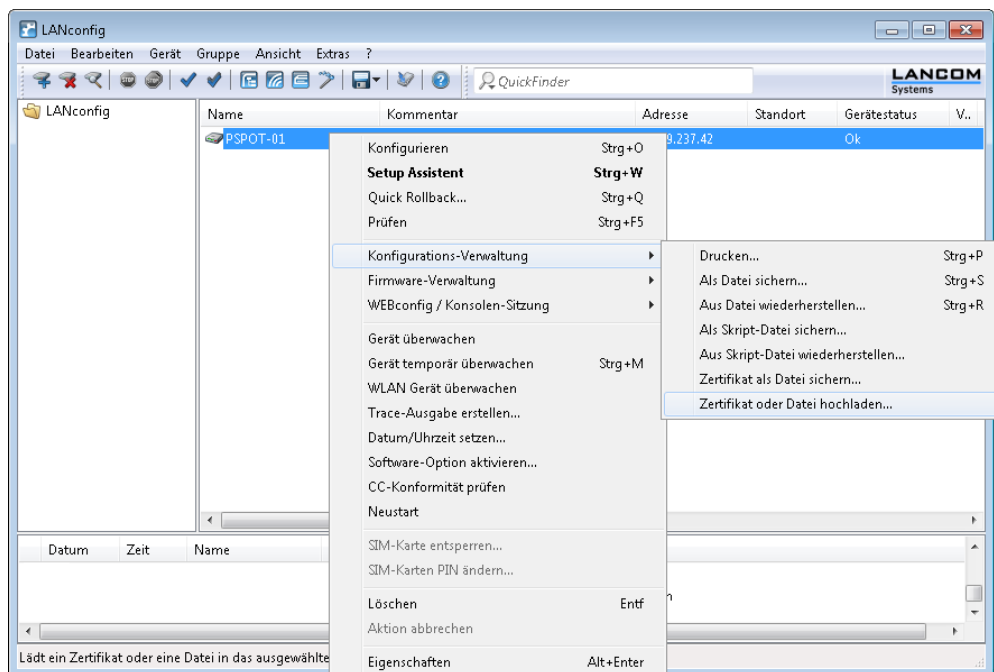 LANconfig
Datei Bearbeiten Gerät Gruppe Ansicht Extras ?
QuickFinder
LANCOM
Systems
LANconfig
Name Kommentar Adresse Standort Gerätestatus V..
PSPOT-01 9.237.42 Ok
Konfigurieren Strg+O
Setup Assistent Strg+W
Quick Rollback... Strg+Q
Prüfen Strg+F5
Konfigurations-Verwaltung
Firmware-Verwaltung
WEBconfig / Konsolen-Sitzung
Gerät überwachen
Gerät temporär überwachen Strg+M
WLAN Gerät überwachen
Trace-Ausgabe erstellen...
Datum/Uhrzeit setzen...
Software-Option aktivieren...
CC-Konformität prüfen
Neustart
SIM-Karte entsperren...
SIM-Karten PIN ändern...
Löschen Entf
Aktion abbrechen
Eigenschaften Alt+Enter
Drucken... Strg+P
Als Datei sichern... Strg+S
Aus Datei wiederherstellen... Strg+R
Als Skript-Datei sichern...
Aus Skript-Datei wiederherstellen...
Zertifikat als Datei sichern...
Zertifikat oder Datei hochladen...
Datum Zeit Name
Lädt ein Zertifikat oder eine Datei in das ausgewählte